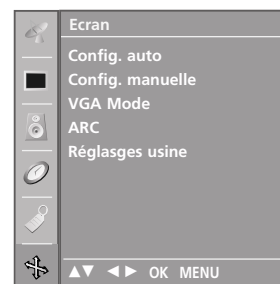 Ecran
Config. auto
Config. manuelle
VGA Mode
ARC
Réglasges usine
▲▼ ◄► OK MENU